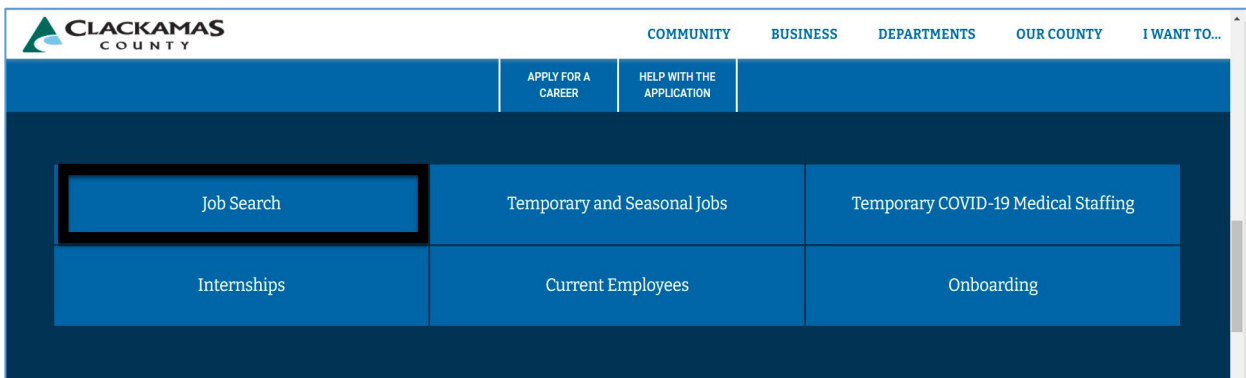 CLACKAMAS
COUNTY
COMMUNITY BUSINESS DEPARTMENTS OUR COUNTY I WANT TO...
APPLY FOR A
CAREER
HELP WITH THE
APPLICATION
Job Search Temporary and Seasonal Jobs Temporary COVID-19 Medical Staffing
Internships Current Employees Onboarding